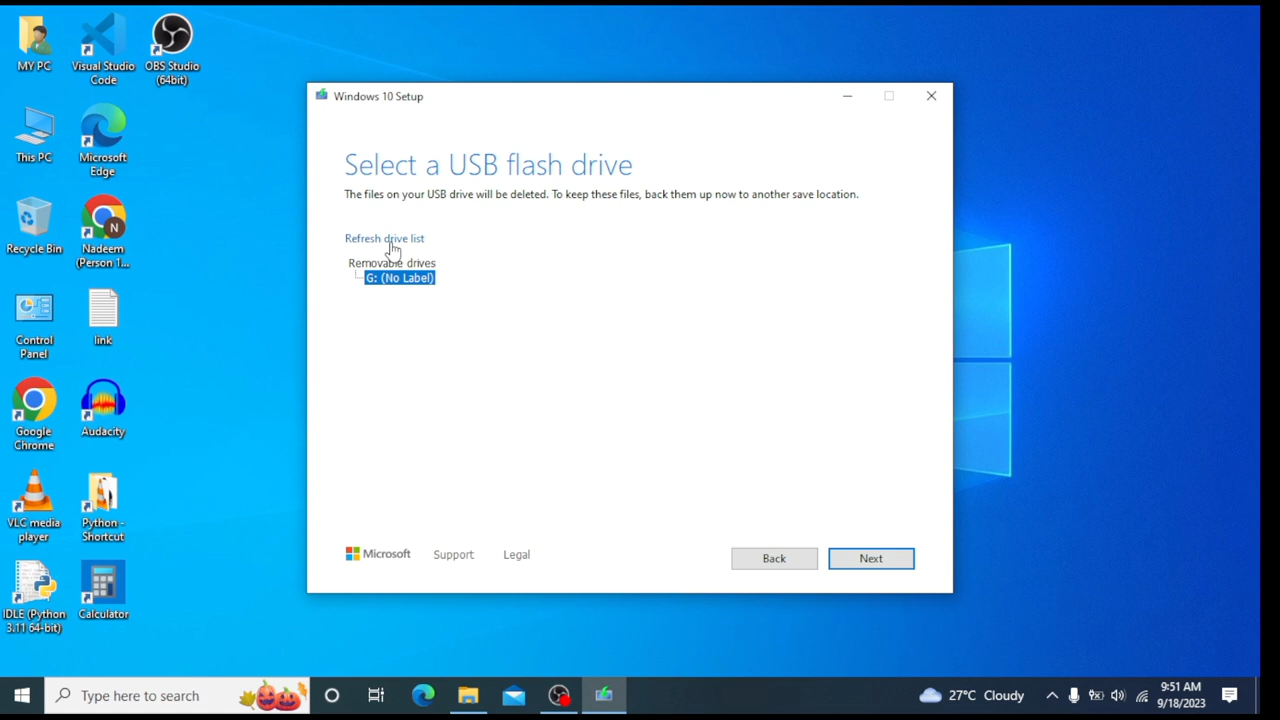 MY PC
Visual Studio
Code
OBS Studio
(64bit)
This PC
Microsoft
Edge
Recycle Bin
N
Nadeem
(Person 1...
Control
Panel
link
Google
Chrome
Audacity
VLC media
player
Python -
Shortcut
IDLE (Python
3.11 64-bit)
Calculator
Windows 10 Setup
Select a USB flash drive
The files on your USB drive will be deleted. To keep these files, back them up now to another save location.
Refresh drive list
Removable drives
G: (No Label)
Microsoft
Support
Legal
Back
Next
Type here to search
27°C Cloudy
9:51 AM
9/18/2023